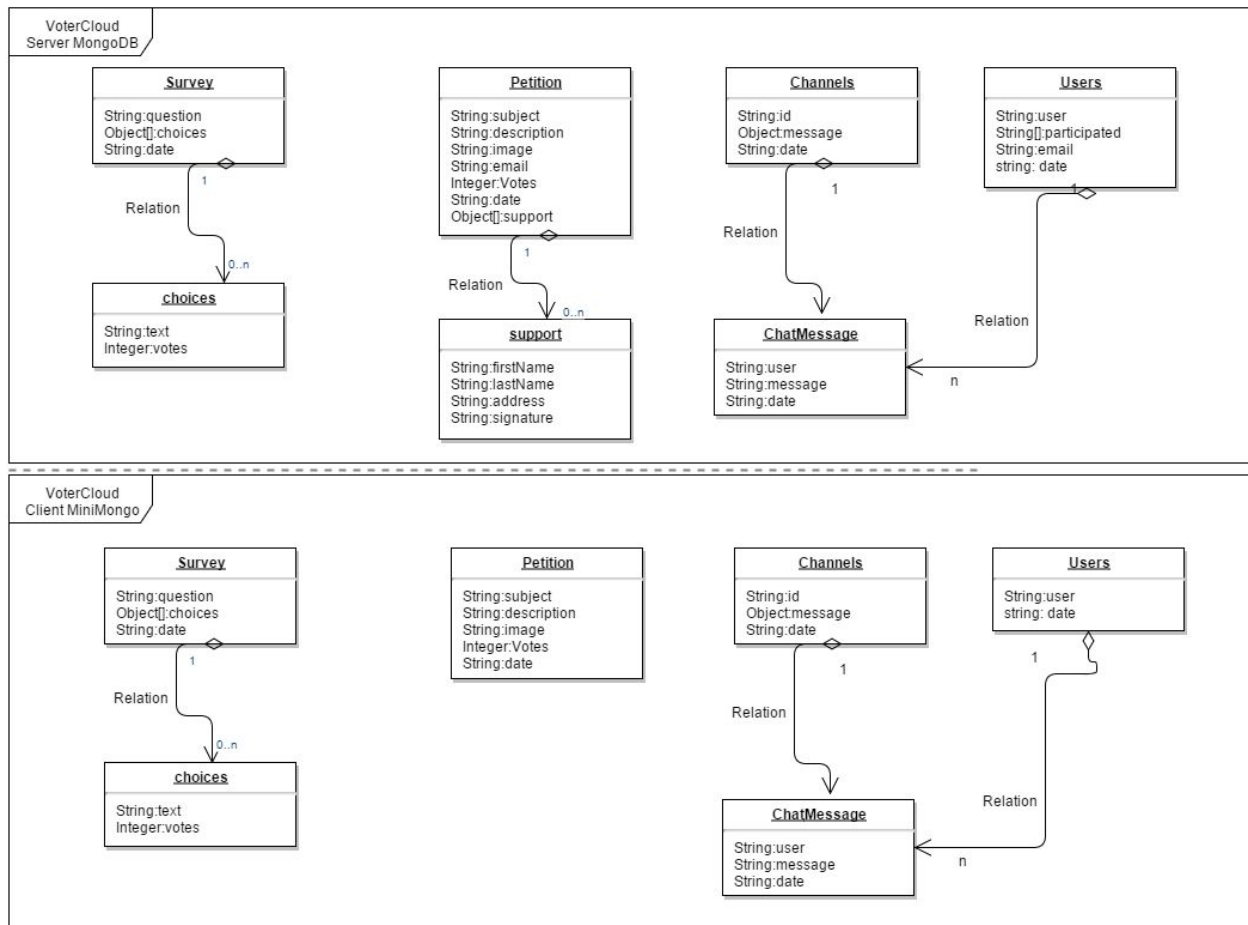 VoterCloud
Server MongoDB
Survey
String:question
Object[]:choices
String:date
1
Relation
0..n
choices
String:text
Integer:votes
Petition
String:subject
String:description
String:image
String:email
Integer:Votes
String:date
Object[]:support
1
Relation
0..n
support
String:firstName
String:lastName
String:address
String:signature
Channels
String:id
Object:message
String:date
1
Relation
ChatMessage
String:user
String:message
String:date
Users
String:user
String[]:participated
String:email
string: date
1
Relation
n
VoterCloud
Client MiniMongo
Survey
String:question
Object[]:choices
String:date
1
Relation
0..n
choices
String:text
Integer:votes
Petition
String:subject
String:description
String:image
Integer:Votes
String:date
Channels
String:id
Object:message
String:date
1
Relation
ChatMessage
String:user
String:message
String:date
Users
String:user
string: date
1
Relation
n